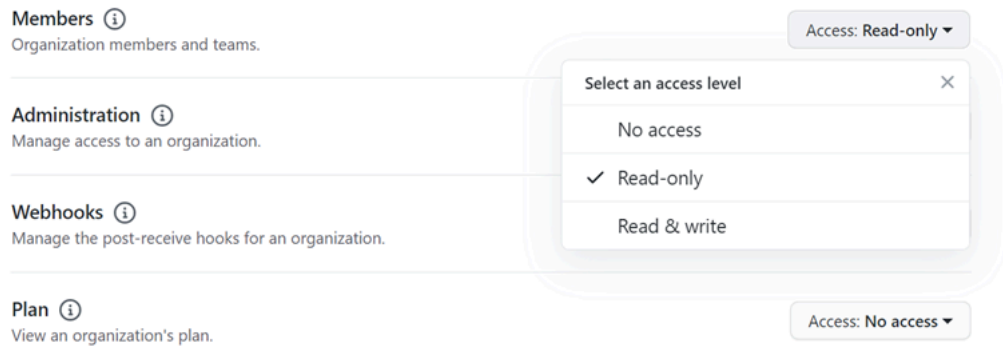 Members
Organization members and teams.
Access: Read-only
Select an access level
No access
Read-only
Read & write
Administration
Manage access to an organization.
Webhooks
Manage the post-receive hooks for an organization.
Plan
View an organization's plan.
Access: No access